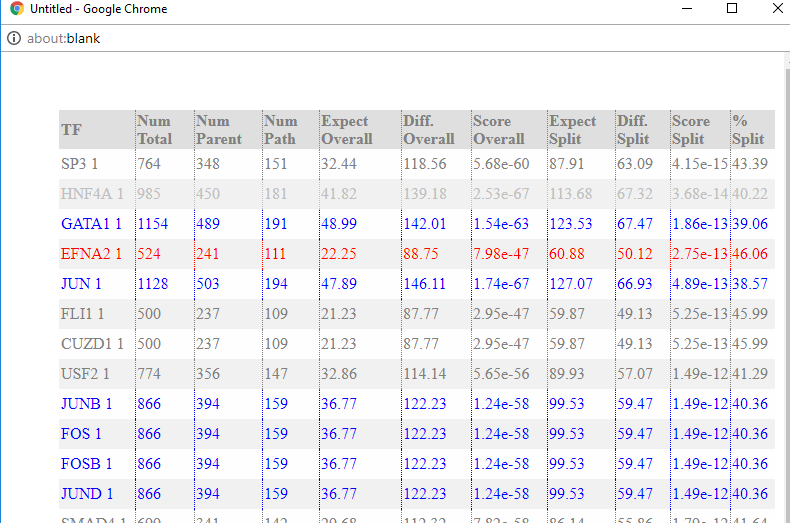 Untitled - Google Chrome
about:blank
TF Num Total Num Parent Num Path Expect Overall Diff. Overall Score Overall Expect Split Diff. Split Score Split % Split
SP3 1 764 348 151 32.44 118.56 5.68e-60 87.91 63.09 4.15e-15 43.39
HNF4A 1 985 450 181 41.82 139.18 2.53e-67 113.68 67.32 3.68e-14 40.22
GATA1 1 1154 489 191 48.99 142.01 1.54e-63 123.53 67.47 1.86e-13 39.06
EFNA2 1 524 241 111 22.25 88.75 7.98e-47 60.88 50.12 2.75e-13 46.06
JUN 1 1128 503 194 47.89 146.11 1.74e-67 127.07 66.93 4.89e-13 38.57
FLI1 1 500 237 109 21.23 87.77 2.95e-47 59.87 49.13 5.25e-13 45.99
CUZD1 1 500 237 109 21.23 87.77 2.95e-47 59.87 49.13 5.25e-13 45.99
USF2 1 774 356 147 32.86 114.14 5.65e-56 89.93 57.07 1.49e-12 41.29
JUNB 1 866 394 159 36.77 122.23 1.24e-58 99.53 59.47 1.49e-12 40.36
FOS 1 866 394 159 36.77 122.23 1.24e-58 99.53 59.47 1.49e-12 40.36
FOSB 1 866 394 159 36.77 122.23 1.24e-58 99.53 59.47 1.49e-12 40.36
JUND 1 866 394 159 36.77 122.23 1.24e-58 99.53 59.47 1.49e-12 40.36
SMAD4 1